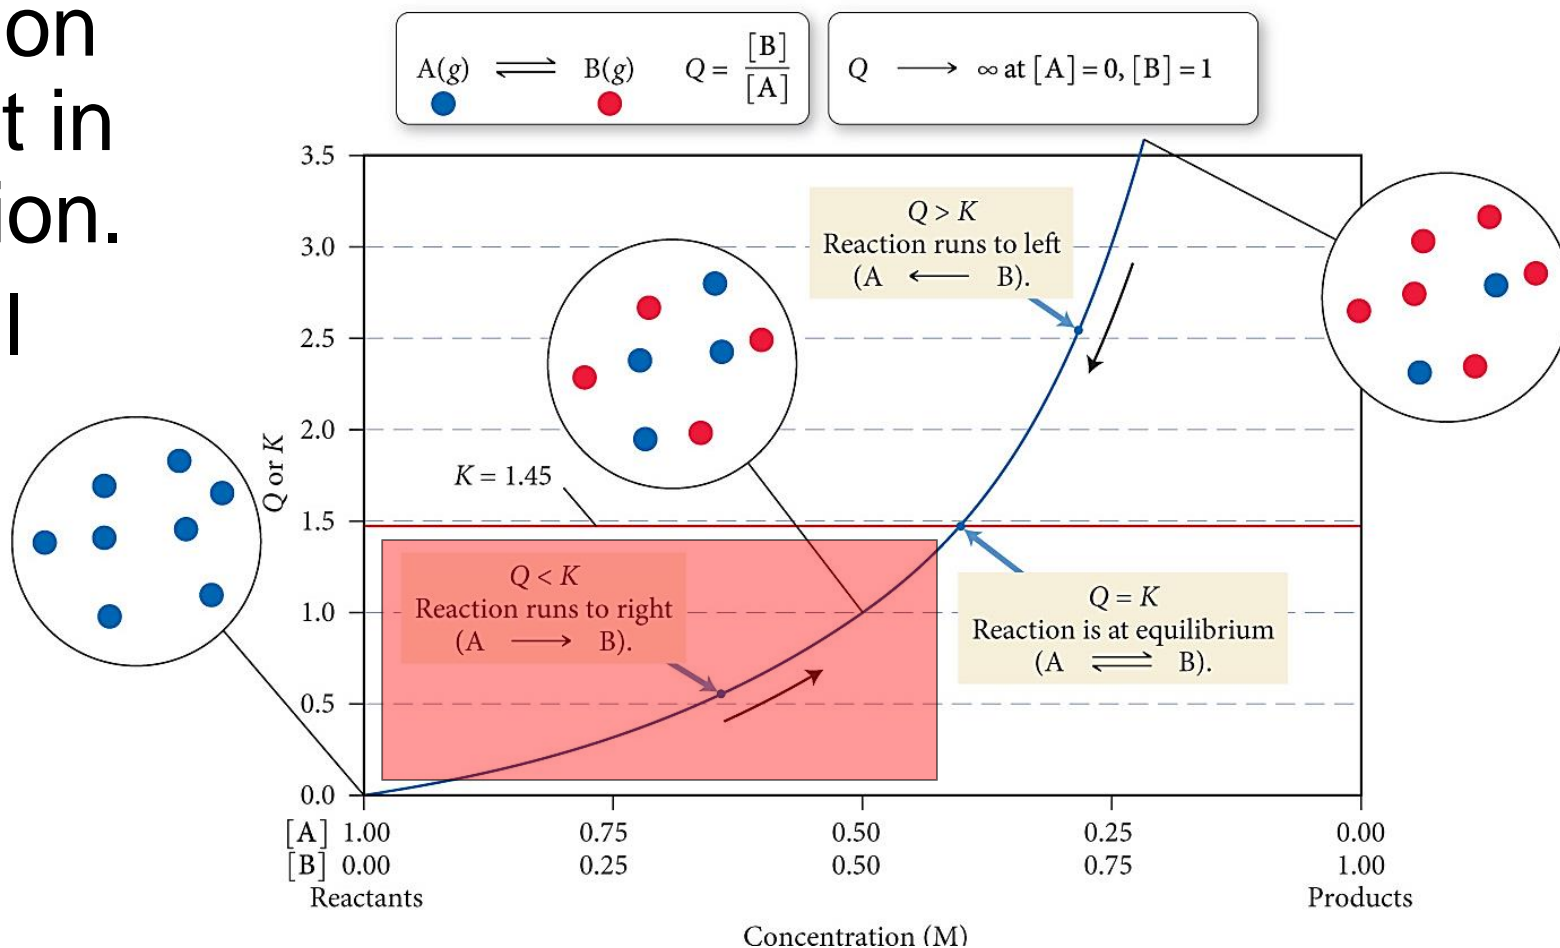 on
t in
ion.
l
A(g) ⇌ B(g) Q = [B]/[A]
Q → ∞ at [A] = 0, [B] = 1
3.5
3.0
2.5
2.0
1.5
1.0
0.5
0.0
Q or K
Q > K
Reaction runs to left
(A ← B).
K = 1.45
Q < K
Reaction runs to right
(A → B).
Q = K
Reaction is at equilibrium
(A ⇌ B).
[A] 1.00 0.75 0.50 0.25 0.00
[B] 0.00 0.25 0.50 0.75 1.00
Reactants Products
Concentration (M)